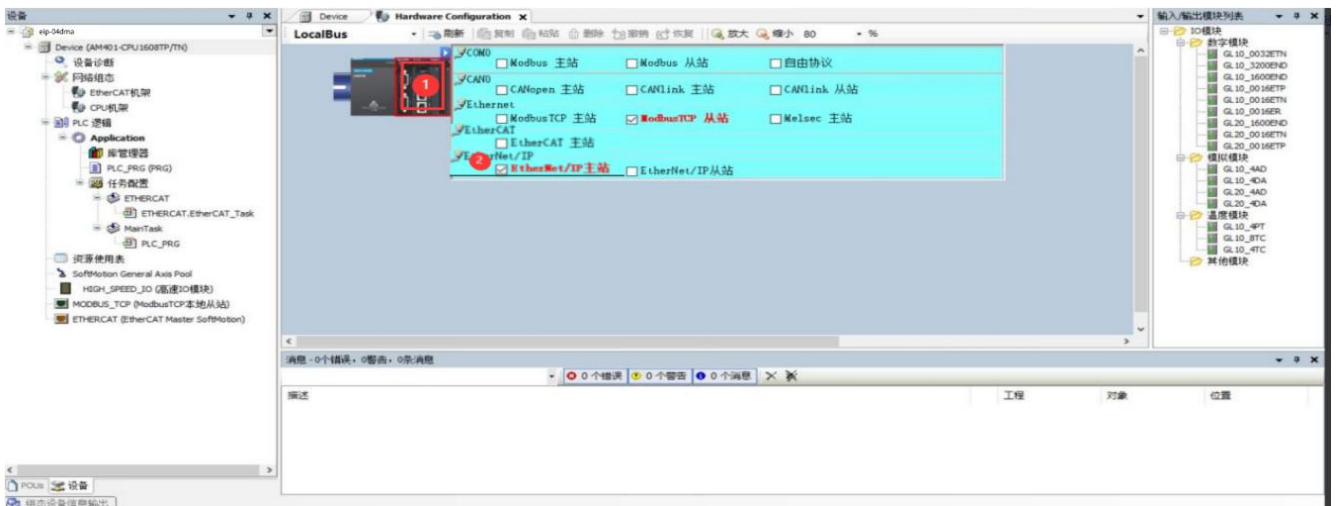 设备
eip-04dma
Device (AM401-CPU1608TP/TN)
设备诊断
网络组态
EtherCAT机架
CPU机架
PLC 逻辑
Application
库管理器
PLC_PRG (PRG)
任务配置
ETHERCAT
ETHERCAT.EtherCAT_Task
MainTask
PLC_PRG
资源使用表
SoftMotion General Axis Pool
HIGH_SPEED_IO (高速IO模块)
MODBUS_TCP (ModbusTCP本地从站)
ETHERCAT (EtherCAT Master SoftMotion)
POUs 设备
组态设备信息输出
Device Hardware Configuration
LocalBus 刷新 复制 粘贴 删除 撤销 恢复 放大 缩小 80 %
1
COM0
Modbus 主站 Modbus 从站 自由协议
CAN0
CANopen 主站 CANlink 主站 CANlink 从站
Ethernet
ModbusTCP 主站 ModbusTCP 从站 Melsec 主站
EtherCAT
EtherCAT 主站
2
EtherNet/IP主站 EtherNet/IP从站
消息 - 0个错误，0警告，0条消息
0 个错误 0 个警告 0 个消息
描述 工程 对象 位置
输入/输出模块列表
IO模块
数字模块
GL10_0032ETN
GL10_3200END
GL10_1600END
GL10_0016ETP
GL10_0016ETN
GL10_0016ER
GL20_1600END
GL20_0016ETN
GL20_0016ETP
模拟模块
GL10_4AD
GL10_4DA
GL20_4AD
GL20_4DA
温度模块
GL10_4PT
GL10_8TC
GL10_4TC
其他模块